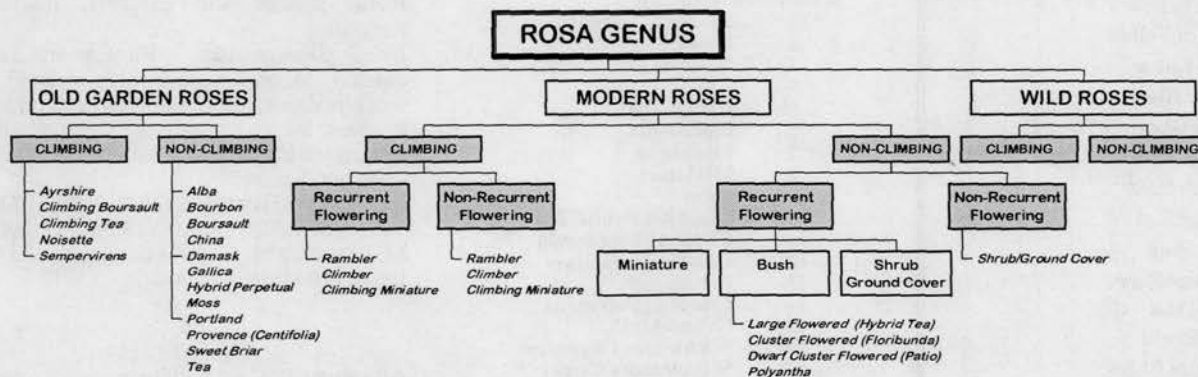 ROSA GENUS
OLD GARDEN ROSES
MODERN ROSES
WILD ROSES
CLIMBING
NON-CLIMBING
CLIMBING
NON-CLIMBING
CLIMBING
NON-CLIMBING
Ayrshire
Climbing Boursault
Climbing Tea
Noisette
Sempervirens
Alba
Bourbon
Boursault
China
Damask
Gallica
Hybrid Perpetual
Moss
Portland
Provence (Centifolia)
Sweet Briar
Tea
Recurrent
Flowering
Rambler
Climber
Climbing Miniature
Non-Recurrent
Flowering
Rambler
Climber
Climbing Miniature
Recurrent
Flowering
Miniature
Bush
Shrub
Ground Cover
Large Flowered (Hybrid Tea)
Cluster Flowered (Floribunda)
Dwarf Cluster Flowered (Patio)
Polyantha
Non-Recurrent
Flowering
Shrub/Ground Cover